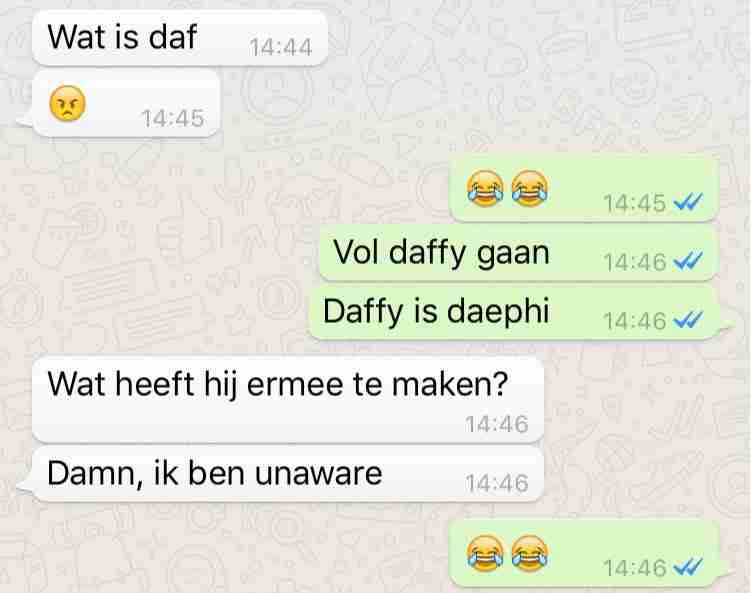 Wat is daf 14:44
😡 14:45
😂😂 14:45
Vol daffy gaan 14:46
Daffy is daephi 14:46
Wat heeft hij ermee te maken?
14:46
Damn, ik ben unaware 14:46
😂😂 14:46